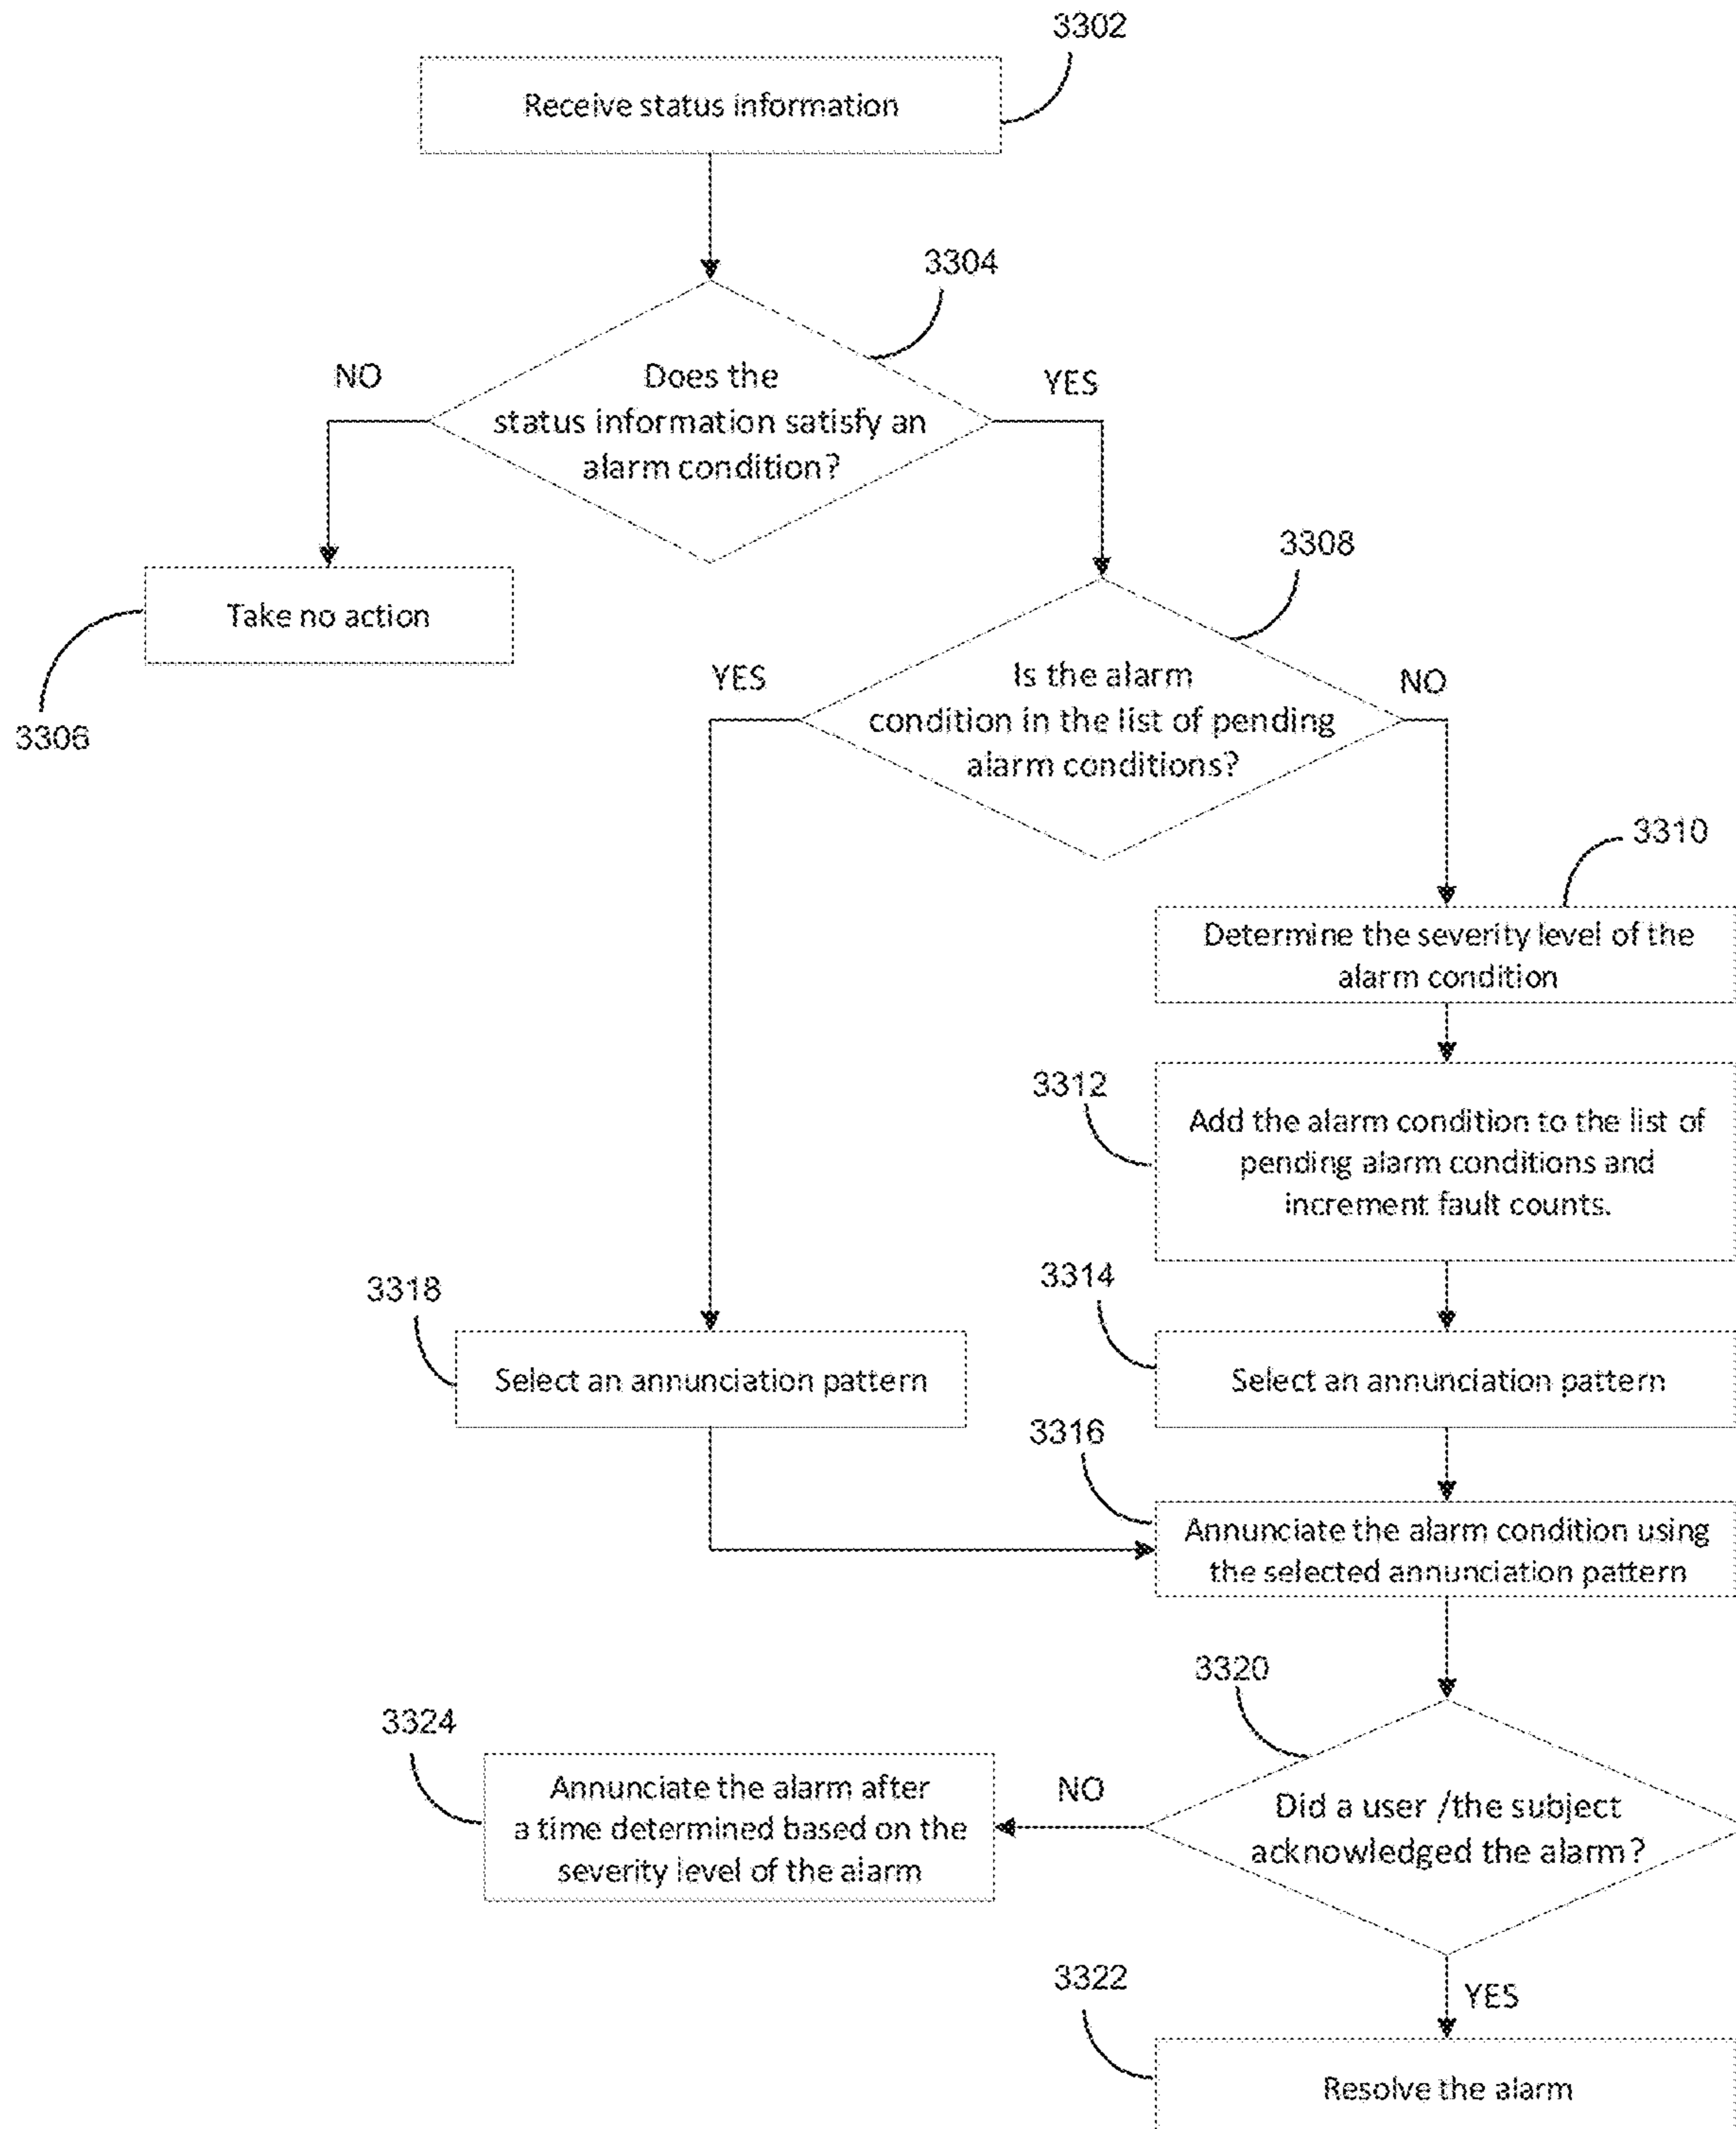 3302
Receive status information
3304
NO
YES
Does the
status information satisfy an
alarm condition?
3308
Take no action
3306
YES
NO
Is the alarm
condition in the list of pending
alarm conditions?
3310
Determine the severity level of the
alarm condition
3312
Add the alarm condition to the list of
pending alarm conditions and
increment fault counts.
3318
3314
Select an annunciation pattern
Select an annunciation pattern
3316
Annunciate the alarm condition using
the selected annunciation pattern
3320
3324
Annunciate the alarm after
a time determined based on the
severity level of the alarm
NO
Did a user /the subject
acknowledged the alarm?
3322
YES
Resolve the alarm